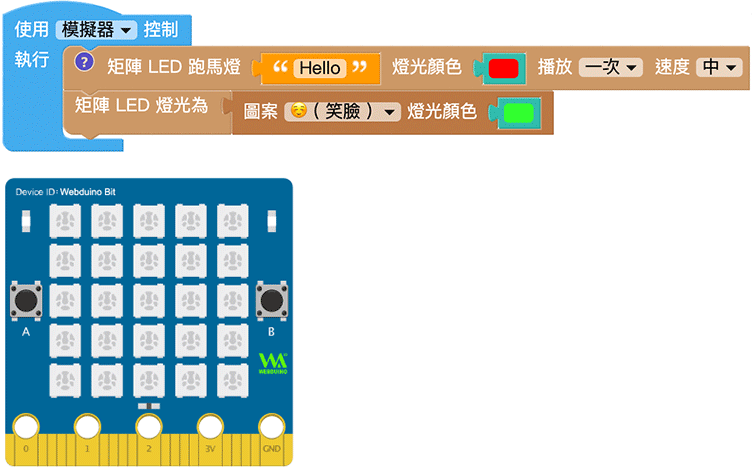 使用 模擬器 控制
執行 ? 矩陣 LED 跑馬燈 “ Hello ” 燈光顏色 播放 一次 速度 中
矩陣 LED 燈光為 圖案 ☺️ ( 笑臉 ) 燈光顏色
Device ID: Webduino Bit
A B
WEBDUINO
0 1 2 3V GND